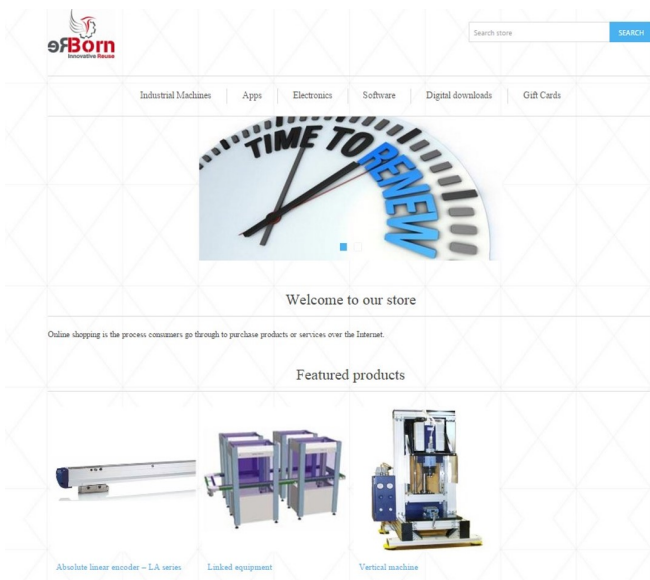 ReBorn
Innovative Reuse
Search store
SEARCH
Industrial Machines
Apps
Electronics
Software
Digital downloads
Gift Cards
TIME TO RENEW
Welcome to our store
Online shopping is the process consumers go through to purchase products or services over the Internet.
Featured products
Absolute linear encoder – LA series
Linked equipment
Vertical machine